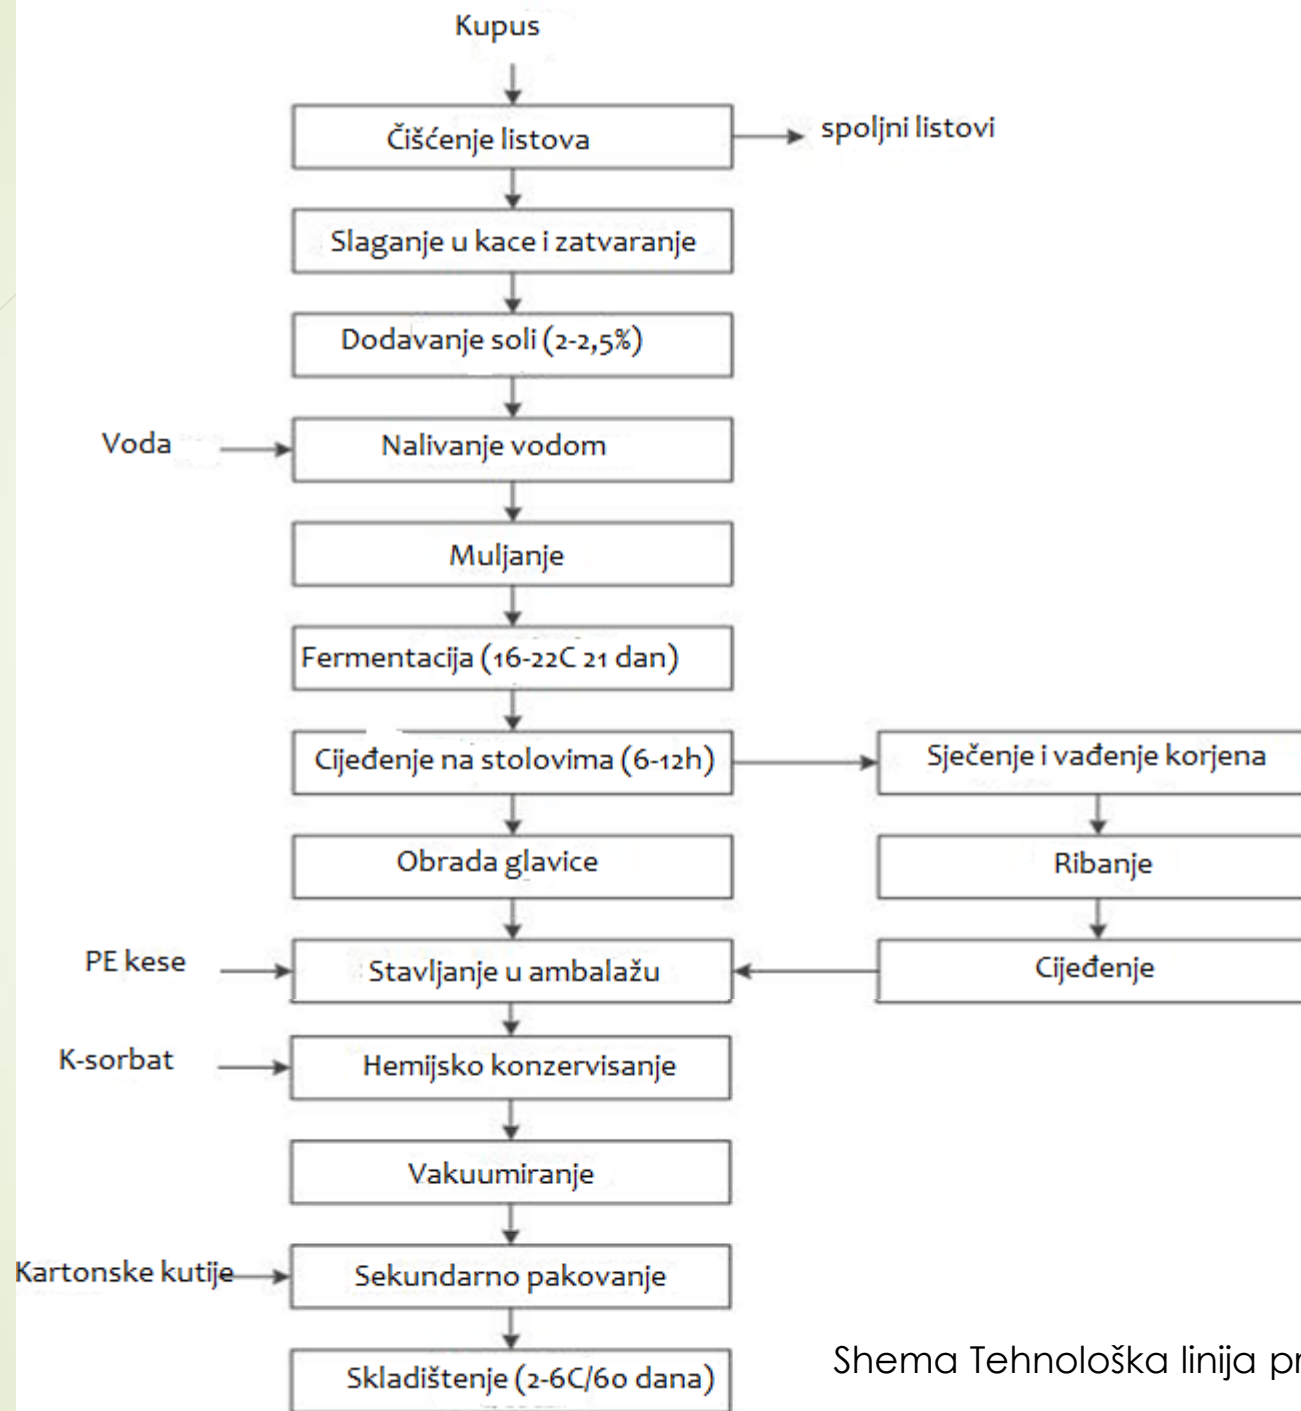 Kupus
Čišćenje listova
spoljni listovi
Slaganje u kace i zatvaranje
Dodavanje soli (2-2,5%)
Voda
Nalivanje vodom
Muljanje
Fermentacija (16-22C 21 dan)
Cijeđenje na stolovima (6-12h)
Sječenje i vađenje korjena
Obrada glavice
Ribanje
PE kese
Stavljanje u ambalažu
Cijeđenje
K-sorbat
Hemijsko konzervisanje
Vakuumiranje
Kartonske kutije
Sekundarno pakovanje
Skladištenje (2-6C/60 dana)
Shema Tehnološka linija